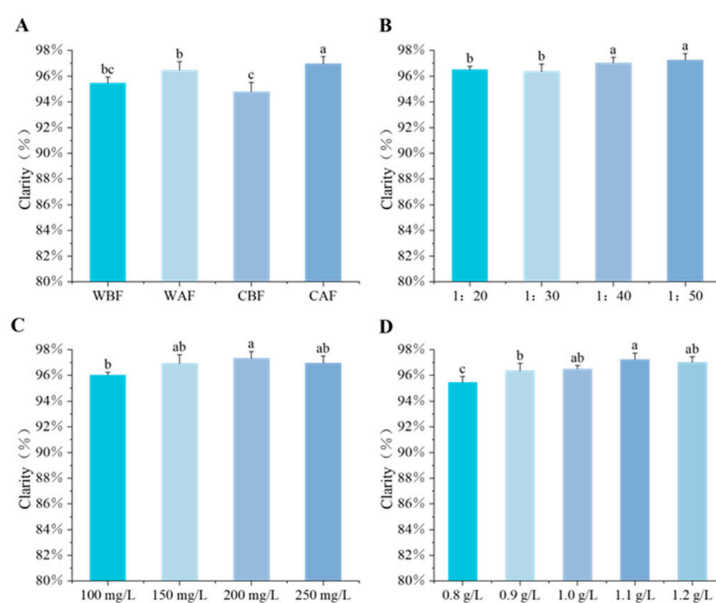 A
B
98%
96%
94%
92%
90%
88%
86%
84%
82%
80%
Clarity（%）
bc
b
c
a
WBF
WAF
CBF
CAF
98%
96%
94%
92%
90%
88%
86%
84%
82%
80%
Clarity（%）
b
b
a
a
1：20
1：30
1：40
1：50
C
D
98%
96%
94%
92%
90%
88%
86%
84%
82%
80%
Clarity（%）
b
ab
a
ab
100 mg/L
150 mg/L
200 mg/L
250 mg/L
98%
96%
94%
92%
90%
88%
86%
84%
82%
80%
Clarity（%）
c
b
ab
a
ab
0.8 g/L
0.9 g/L
1.0 g/L
1.1 g/L
1.2 g/L